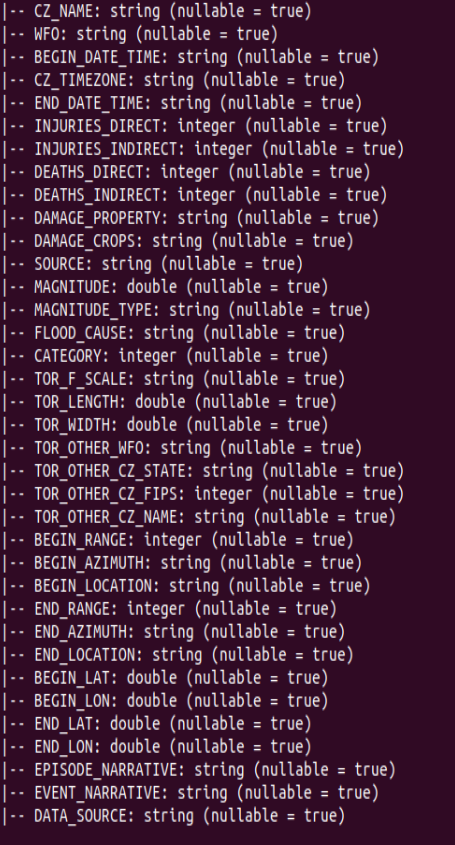 |-- CZ_NAME: string (nullable = true)
|-- WFO: string (nullable = true)
|-- BEGIN_DATE_TIME: string (nullable = true)
|-- CZ_TIMEZONE: string (nullable = true)
|-- END_DATE_TIME: string (nullable = true)
|-- INJURIES_DIRECT: integer (nullable = true)
|-- INJURIES_INDIRECT: integer (nullable = true)
|-- DEATHS_DIRECT: integer (nullable = true)
|-- DEATHS_INDIRECT: integer (nullable = true)
|-- DAMAGE_PROPERTY: string (nullable = true)
|-- DAMAGE_CROPS: string (nullable = true)
|-- SOURCE: string (nullable = true)
|-- MAGNITUDE: double (nullable = true)
|-- MAGNITUDE_TYPE: string (nullable = true)
|-- FLOOD_CAUSE: string (nullable = true)
|-- CATEGORY: integer (nullable = true)
|-- TOR_F_SCALE: string (nullable = true)
|-- TOR_LENGTH: double (nullable = true)
|-- TOR_WIDTH: double (nullable = true)
|-- TOR_OTHER_WFO: string (nullable = true)
|-- TOR_OTHER_CZ_STATE: string (nullable = true)
|-- TOR_OTHER_CZ_FIPS: integer (nullable = true)
|-- TOR_OTHER_CZ_NAME: string (nullable = true)
|-- BEGIN_RANGE: integer (nullable = true)
|-- BEGIN_AZIMUTH: string (nullable = true)
|-- BEGIN_LOCATION: string (nullable = true)
|-- END_RANGE: integer (nullable = true)
|-- END_AZIMUTH: string (nullable = true)
|-- END_LOCATION: string (nullable = true)
|-- BEGIN_LAT: double (nullable = true)
|-- BEGIN_LON: double (nullable = true)
|-- END_LAT: double (nullable = true)
|-- END_LON: double (nullable = true)
|-- EPISODE_NARRATIVE: string (nullable = true)
|-- EVENT_NARRATIVE: string (nullable = true)
|-- DATA_SOURCE: string (nullable = true)